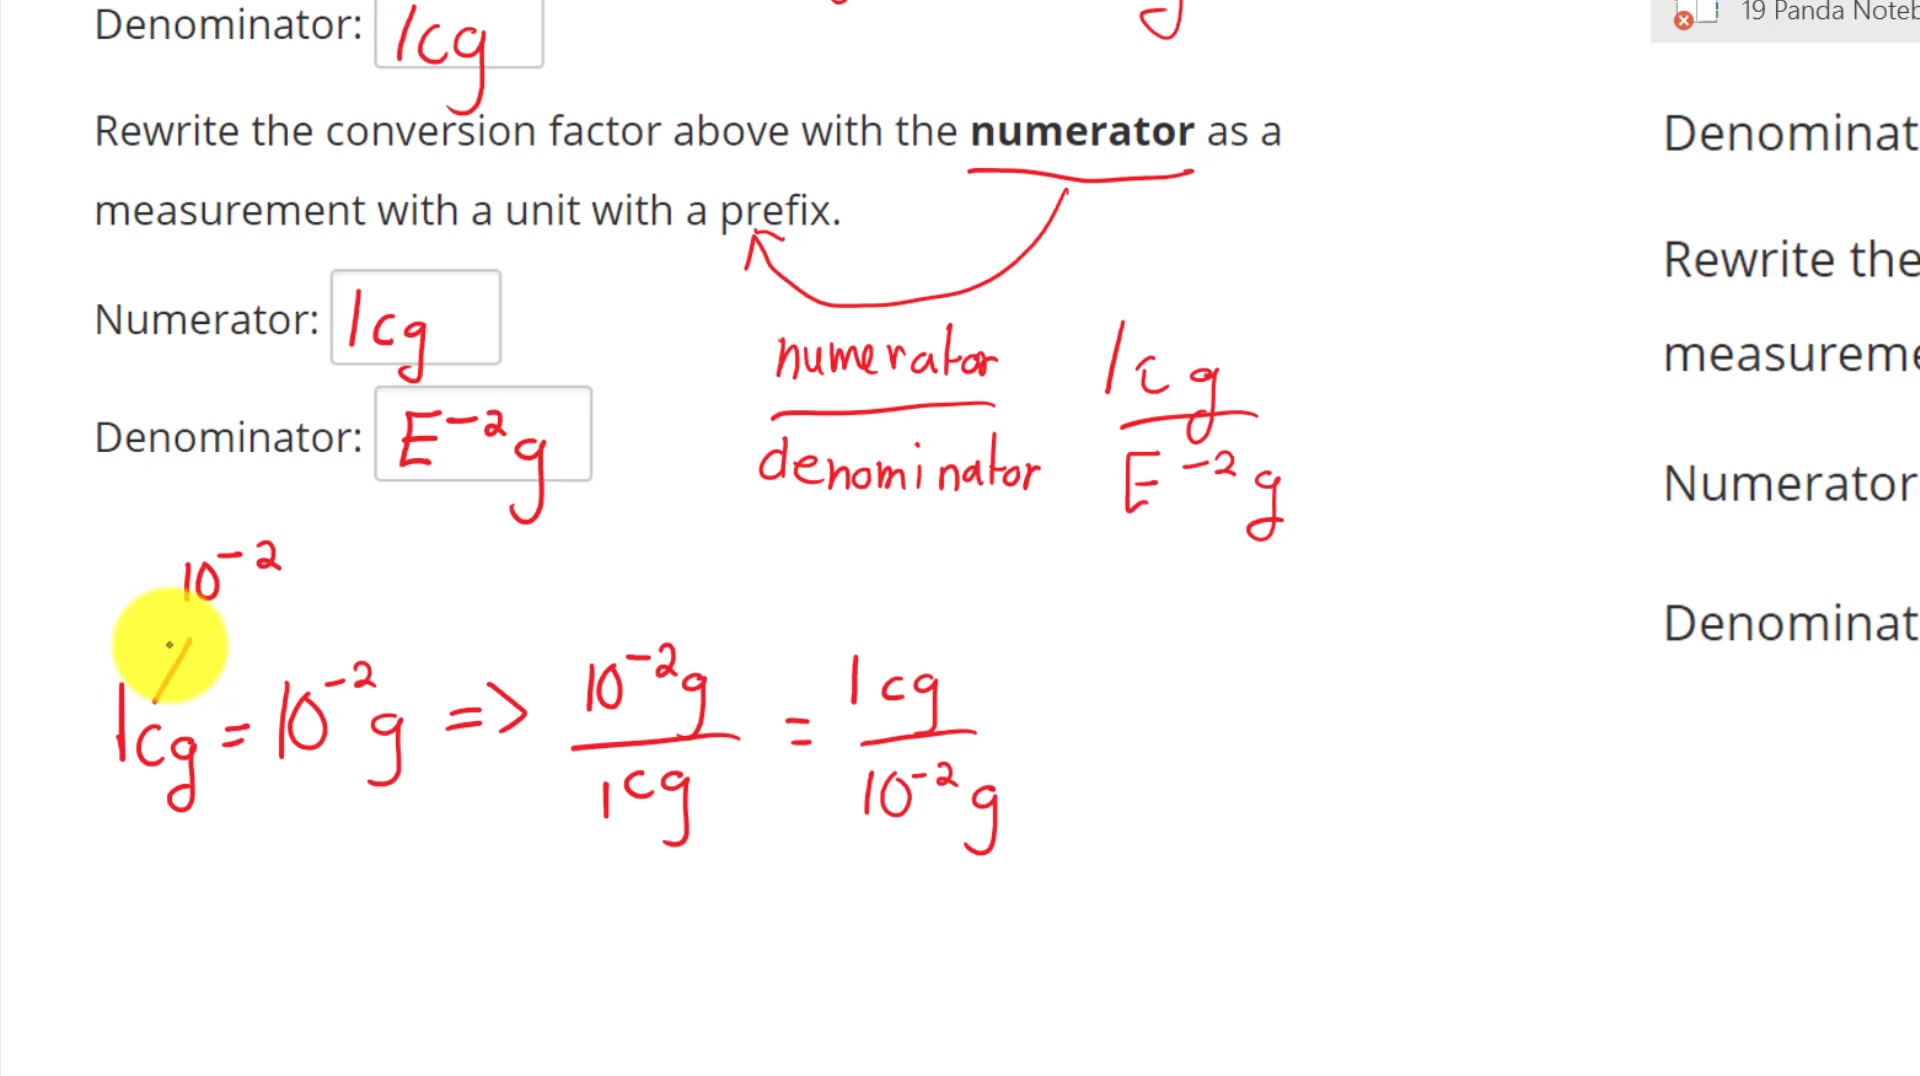 19 Panda Noteb
Denominator: 1cg
g
Rewrite the conversion factor above with the numerator as a
measurement with a unit with a prefix.
Numerator: 1cg
Denominator: E⁻²g
numerator
denominator
1cg
E⁻²g
10⁻²
1cg = 10⁻²g => 10⁻²g / 1cg = 1cg / 10⁻²g
Denominat
Rewrite the
measureme
Numerator
Denominat